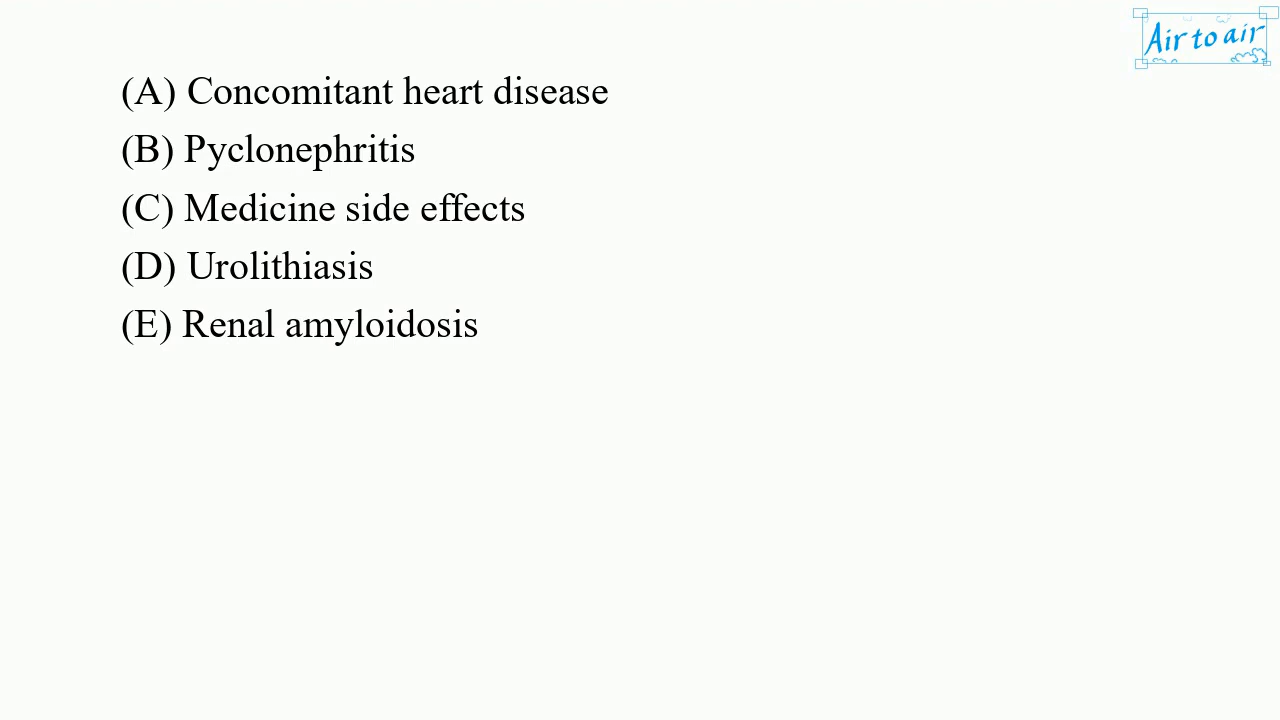 Air to air
(A) Concomitant heart disease
(B) Pyclonephritis
(C) Medicine side effects
(D) Urolithiasis
(E) Renal amyloidosis